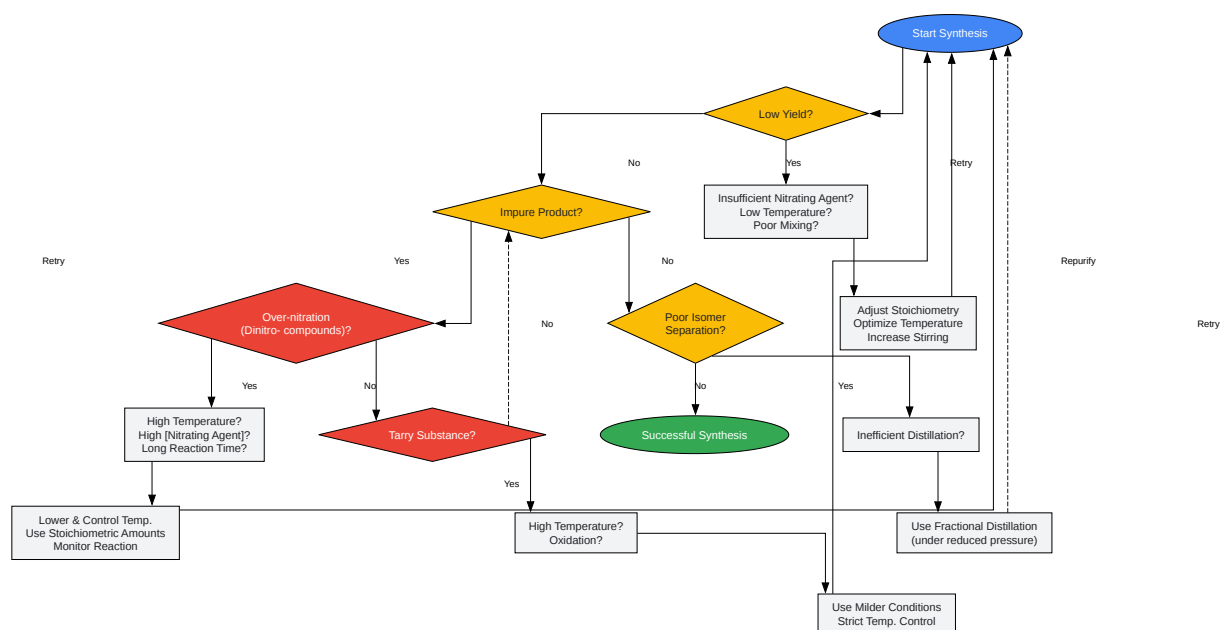 Start Synthesis
Low Yield?
No
Yes
Retry
Insufficient Nitrating Agent?
Low Temperature?
Poor Mixing?
Impure Product?
Retry
Yes
No
Repurify
Over-nitration
(Dinitro- compounds)?
No
Poor Isomer
Separation?
Adjust Stoichiometry
Optimize Temperature
Increase Stirring
Retry
Yes
No
No
Yes
High Temperature?
High [Nitrating Agent]?
Long Reaction Time?
Tarry Substance?
Successful Synthesis
Inefficient Distillation?
Yes
Lower & Control Temp.
Use Stoichiometric Amounts
Monitor Reaction
High Temperature?
Oxidation?
Use Fractional Distillation
(under reduced pressure)
Use Milder Conditions
Strict Temp. Control